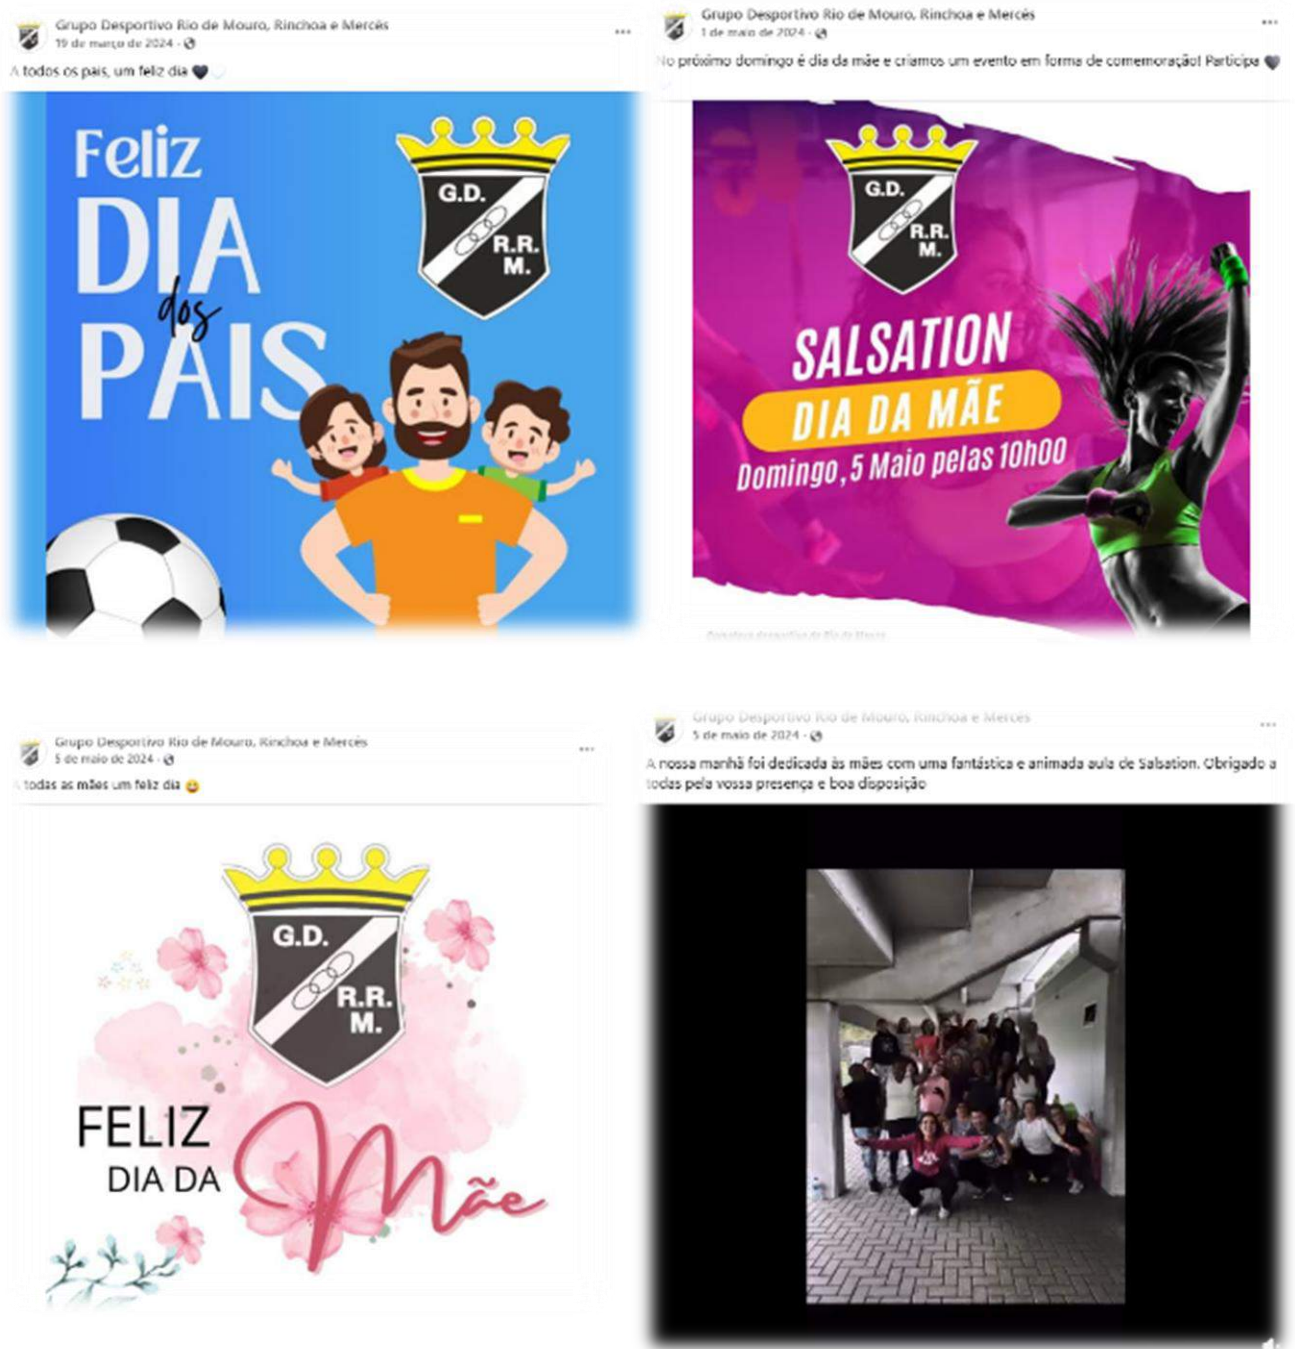 Grupo Desportivo Rio de Mouro, Rinchoa e Mercês
19 de março de 2024
A todos os pais, um feliz dia
Feliz
DIA
dos
PAIS
G.D.
R.R.
M.
Grupo Desportivo Rio de Mouro, Rinchoa e Mercês
1 de maio de 2024
No próximo domingo é dia da mãe e criamos um evento em forma de comemoração! Participa
G.D.
R.R.
M.
SALSATION
DIA DA MÃE
Domingo, 5 Maio pelas 10h00
Grupo Desportivo Rio de Mouro, Rinchoa e Mercês
5 de maio de 2024
A todas as mães um feliz dia
G.D.
R.R.
M.
FELIZ
DIA DA
Mãe
Grupo Desportivo Rio de Mouro, Rinchoa e Mercês
5 de maio de 2024
A nossa manhã foi dedicada às mães com uma fantástica e animada aula de Salsation. Obrigado a
todas pela vossa presença e boa disposição